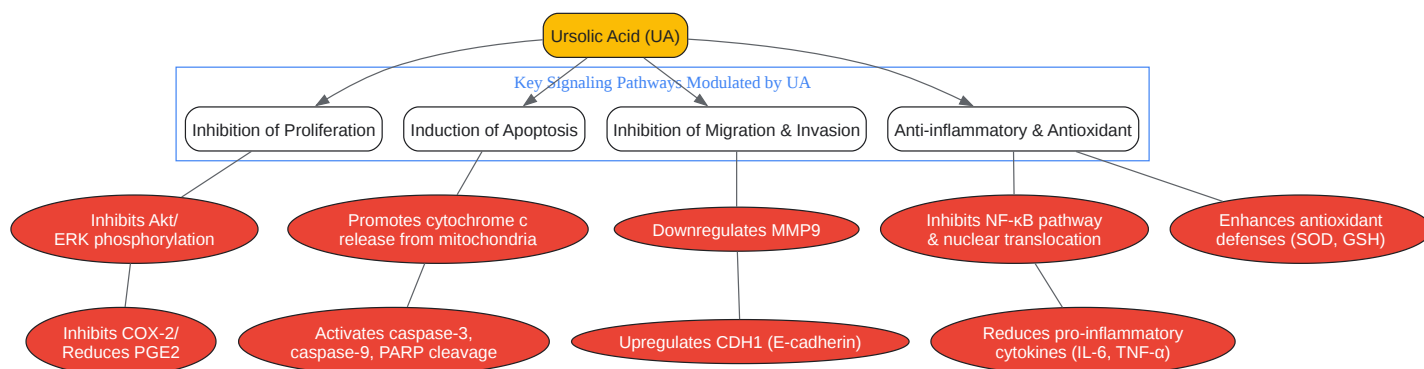 Ursolic Acid (UA)
Key Signaling Pathways Modulated by UA
Inhibition of Proliferation
Induction of Apoptosis
Inhibition of Migration & Invasion
Anti-inflammatory & Antioxidant
Inhibits Akt/
ERK phosphorylation
Promotes cytochrome c
release from mitochondria
Downregulates MMP9
Inhibits NF-κB pathway
& nuclear translocation
Enhances antioxidant
defenses (SOD, GSH)
Inhibits COX-2/
Reduces PGE2
Activates caspase-3,
caspase-9, PARP cleavage
Upregulates CDH1 (E-cadherin)
Reduces pro-inflammatory
cytokines (IL-6, TNF-α)